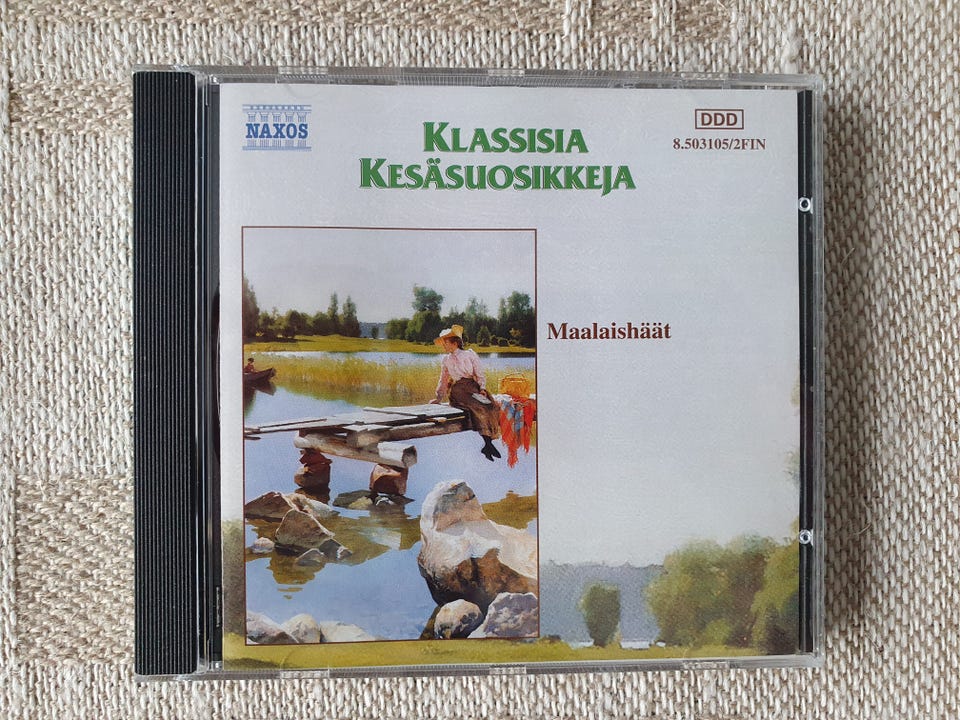 NAXOS
KLASSISIA
KESÄSUOSIKKEJA
DDD
8.503105/2FIN
Maalaishäät